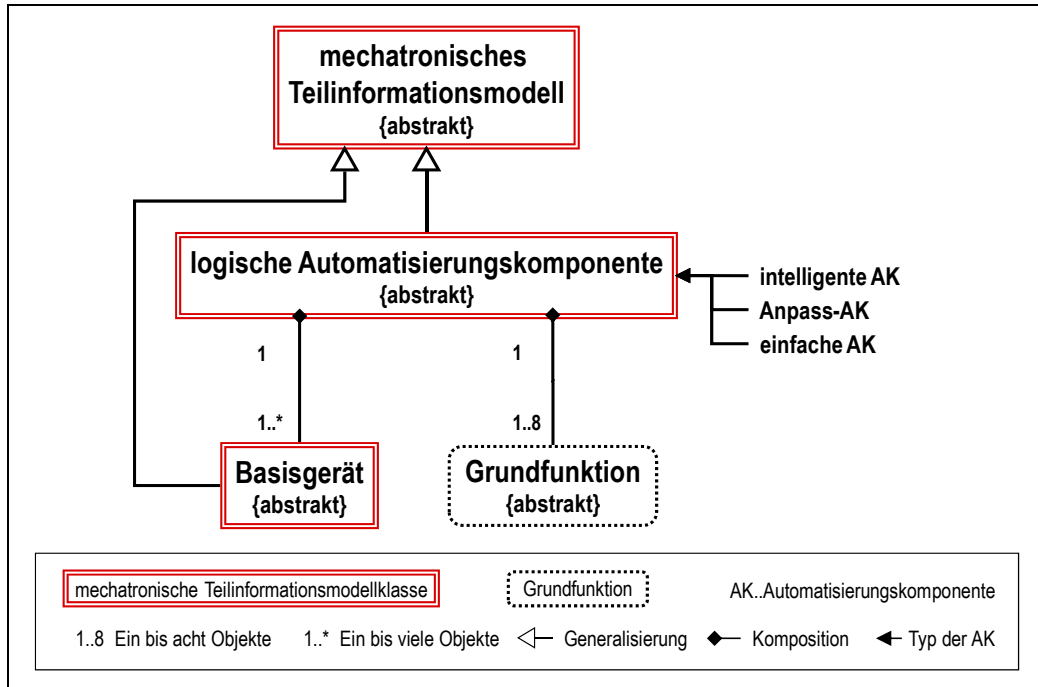 mechatronisches
Teilinformationsmodell
{abstrakt}
logische Automatisierungskomponente
{abstrakt}
intelligente AK
Anpass-AK
einfache AK
1
1
1..*
1..8
Basisgerät
{abstrakt}
Grundfunktion
{abstrakt}
mechatronische Teilinformationsmodellklasse
Grundfunktion
AK..Automatisierungskomponente
1..8 Ein bis acht Objekte
1..* Ein bis viele Objekte
Generalisierung
Komposition
Typ der AK